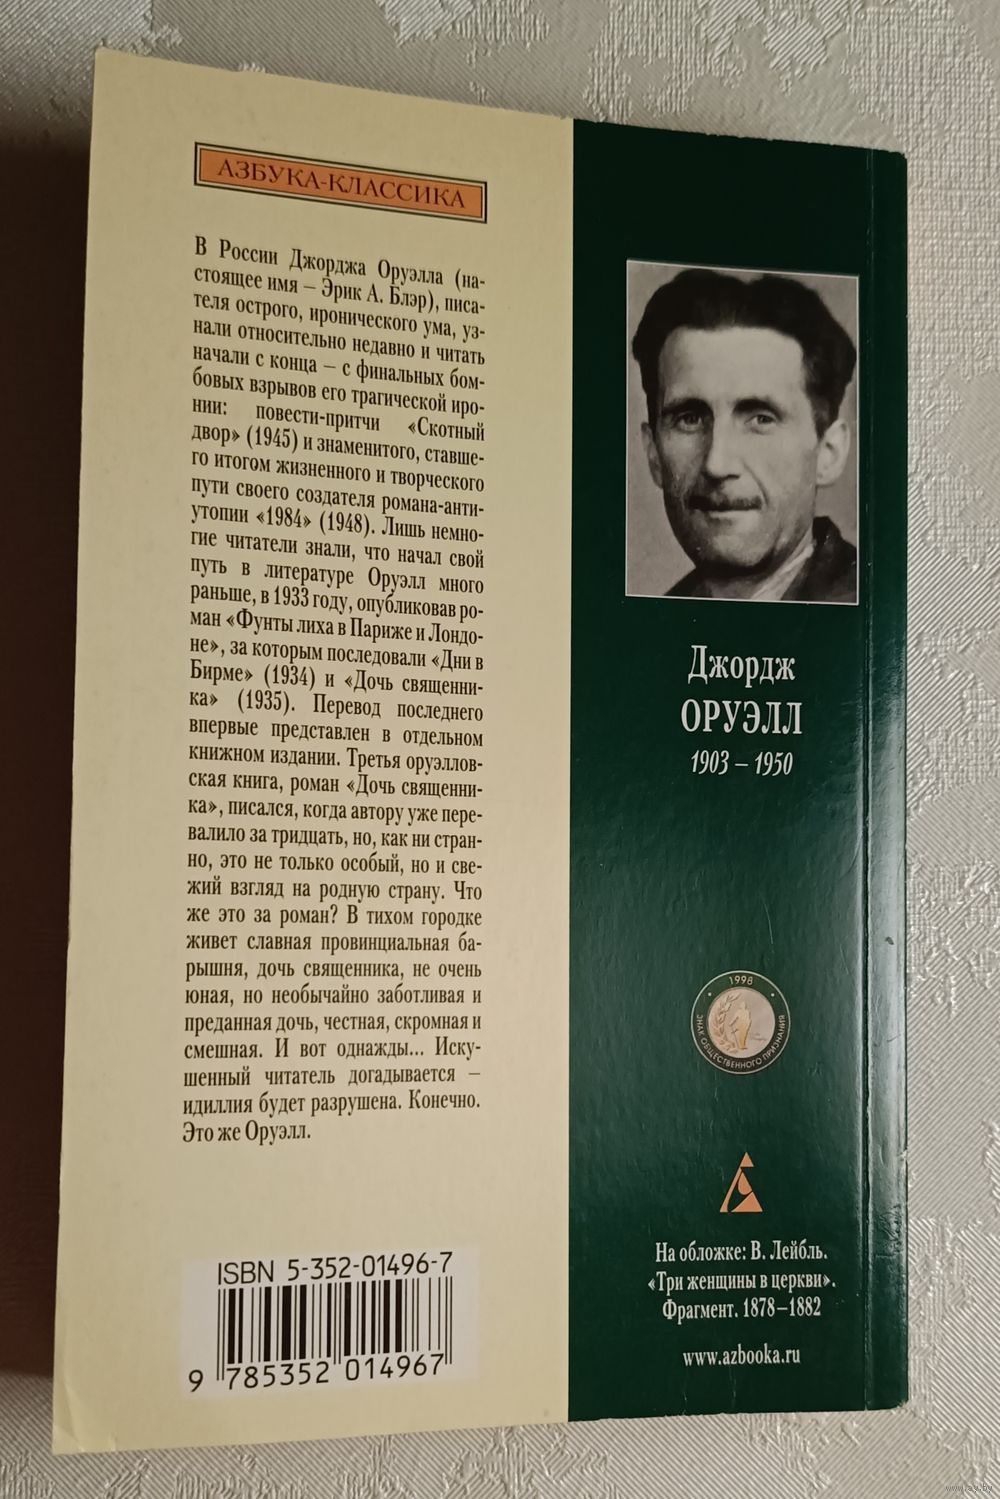 АЗБУКА-КЛАССИКА
В России Джорджа Оруэлла (на-
стоящее имя – Эрик А. Блэр), писа-
теля острого, иронического ума, уз-
нали относительно недавно и читать
начали с конца – с финальных бом-
бовых взрывов его трагической иро-
нии: повести-притчи «Скотный
двор» (1945) и знаменитого, ставше-
го итогом жизненного и творческого
пути своего создателя романа-анти-
утопии «1984» (1948). Лишь немно-
гие читатели знали, что начал свой
путь в литературе Оруэлл много
раньше, в 1933 году, опубликовав ро-
ман «Фунты лиха в Париже и Лондо-
не», за которым последовали «Дни в
Бирме» (1934) и «Дочь священни-
ка» (1935). Перевод последнего
впервые представлен в отдельном
книжном издании. Третья оруэллов-
ская книга, роман «Дочь священни-
ка», писался, когда автору уже пере-
валило за тридцать, но, как ни стран-
но, это не только особый, но и све-
жий взгляд на родную страну. Что
же это за роман? В тихом городке
живет славная провинциальная ба-
рышня, дочь священника, не очень
юная, но необычайно заботливая и
преданная дочь, честная, скромная и
смешная. И вот однажды... Иску-
шенный читатель догадывается –
идиллия будет разрушена. Конечно.
Это же Оруэлл.
ISBN 5-352-01496-7
9 785352 014967
Джордж
ОРУЭЛЛ
1903 – 1950
1998
ЗНАК ОБЩЕСТВЕННОГО ПРИЗНАНИЯ
На обложке: В. Лейбль.
«Три женщины в церкви».
Фрагмент. 1878–1882
www.azbooka.ru
www.ay.by